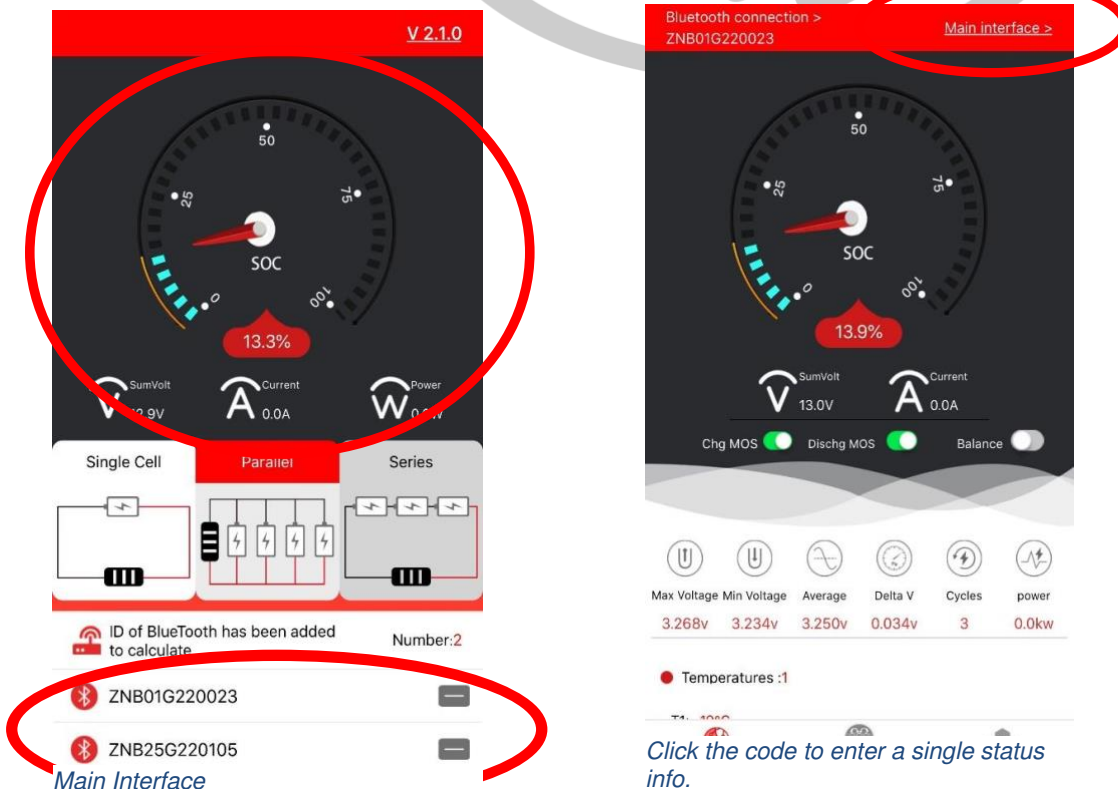 V 2.1.0
50
25
75
SOC
0
100
13.3%
SumVolt
Current
Power
V
A 0.0A
W
Single Cell
Parallel
Series
ID of BlueTooth has been added
to calculate
Number:2
ZNB01G220023
ZNB25G220105
Main Interface
Bluetooth connection >
ZNB01G220023
Main interface >
50
25
75
SOC
0
100
13.9%
SumVolt
Current
V 13.0V
A 0.0A
Chg MOS
Dischg MOS
Balance
Max Voltage Min Voltage Average Delta V Cycles power
3.268v 3.234v 3.250v 0.034v 3 0.0kw
Temperatures :1
Click the code to enter a single status
info.